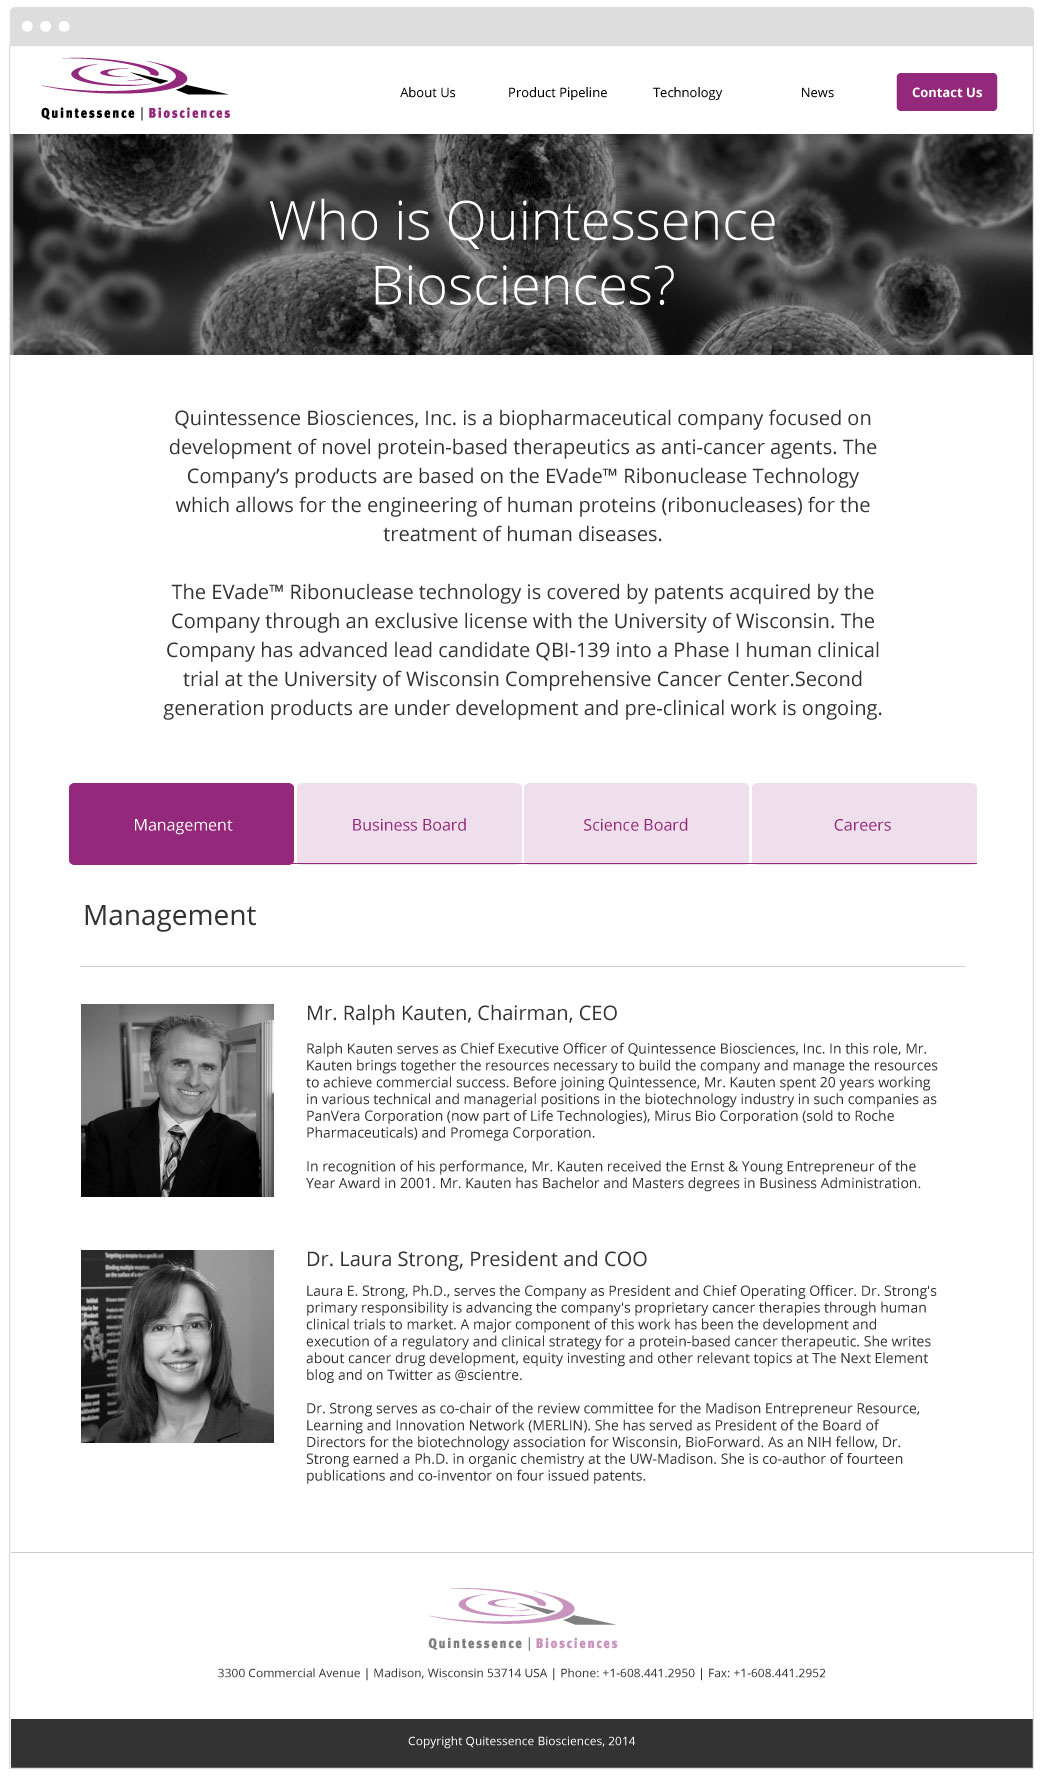 Quintessence | Biosciences
About Us
Product Pipeline
Technology
News
Contact Us
Who is Quintessence
Biosciences?
Quintessence Biosciences, Inc. is a biopharmaceutical company focused on
development of novel protein-based therapeutics as anti-cancer agents. The
Company’s products are based on the EVade™ Ribonuclease Technology
which allows for the engineering of human proteins (ribonucleases) for the
treatment of human diseases.
The EVade™ Ribonuclease technology is covered by patents acquired by the
Company through an exclusive license with the University of Wisconsin. The
Company has advanced lead candidate QBI-139 into a Phase I human clinical
trial at the University of Wisconsin Comprehensive Cancer Center.Second
generation products are under development and pre-clinical work is ongoing.
Management
Business Board
Science Board
Careers
Management
Mr. Ralph Kauten, Chairman, CEO
Ralph Kauten serves as Chief Executive Officer of Quintessence Biosciences, Inc. In this role, Mr.
Kauten brings together the resources necessary to build the company and manage the resources
to achieve commercial success. Before joining Quintessence, Mr. Kauten spent 20 years working
in various technical and managerial positions in the biotechnology industry in such companies as
PanVera Corporation (now part of Life Technologies), Mirus Bio Corporation (sold to Roche
Pharmaceuticals) and Promega Corporation.
In recognition of his performance, Mr. Kauten received the Ernst & Young Entrepreneur of the
Year Award in 2001. Mr. Kauten has Bachelor and Masters degrees in Business Administration.
Targeting a receptor to a specific cell
Binding multiple receptors
on the surface of a
Initial
Dr. Laura Strong, President and COO
Laura E. Strong, Ph.D., serves the Company as President and Chief Operating Officer. Dr. Strong's
primary responsibility is advancing the company's proprietary cancer therapies through human
clinical trials to market. A major component of this work has been the development and
execution of a regulatory and clinical strategy for a protein-based cancer therapeutic. She writes
about cancer drug development, equity investing and other relevant topics at The Next Element
blog and on Twitter as @scientre.
Dr. Strong serves as co-chair of the review committee for the Madison Entrepreneur Resource,
Learning and Innovation Network (MERLIN). She has served as President of the Board of
Directors for the biotechnology association for Wisconsin, BioForward. As an NIH fellow, Dr.
Strong earned a Ph.D. in organic chemistry at the UW-Madison. She is co-author of fourteen
publications and co-inventor on four issued patents.
Quintessence | Biosciences
3300 Commercial Avenue | Madison, Wisconsin 53714 USA | Phone: +1-608.441.2950 | Fax: +1-608.441.2952
Copyright Quitessence Biosciences, 2014